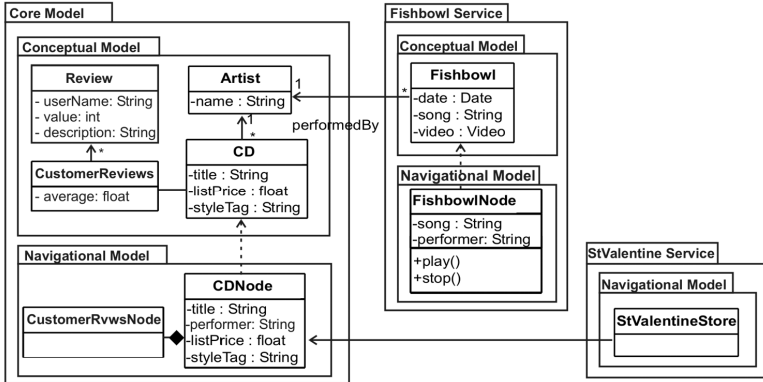 Core Model
Conceptual Model
Review
- userName: String
- value: int
- description: String
*
CustomerReviews
- average: float
Artist
-name : String
1
*
1
*
performedBy
CD
-title : String
-listPrice : float
-styleTag : String
Navigational Model
CustomerRvwsNode
CDNode
-title : String
-performer: String
-listPrice : float
-styleTag : String
Fishbowl Service
Conceptual Model
Fishbowl
-date : Date
-song : String
-video : Video
Navigational Model
FishbowlNode
-song : String
-performer: String
+play()
+stop()
StValentine Service
Navigational Model
StValentineStore